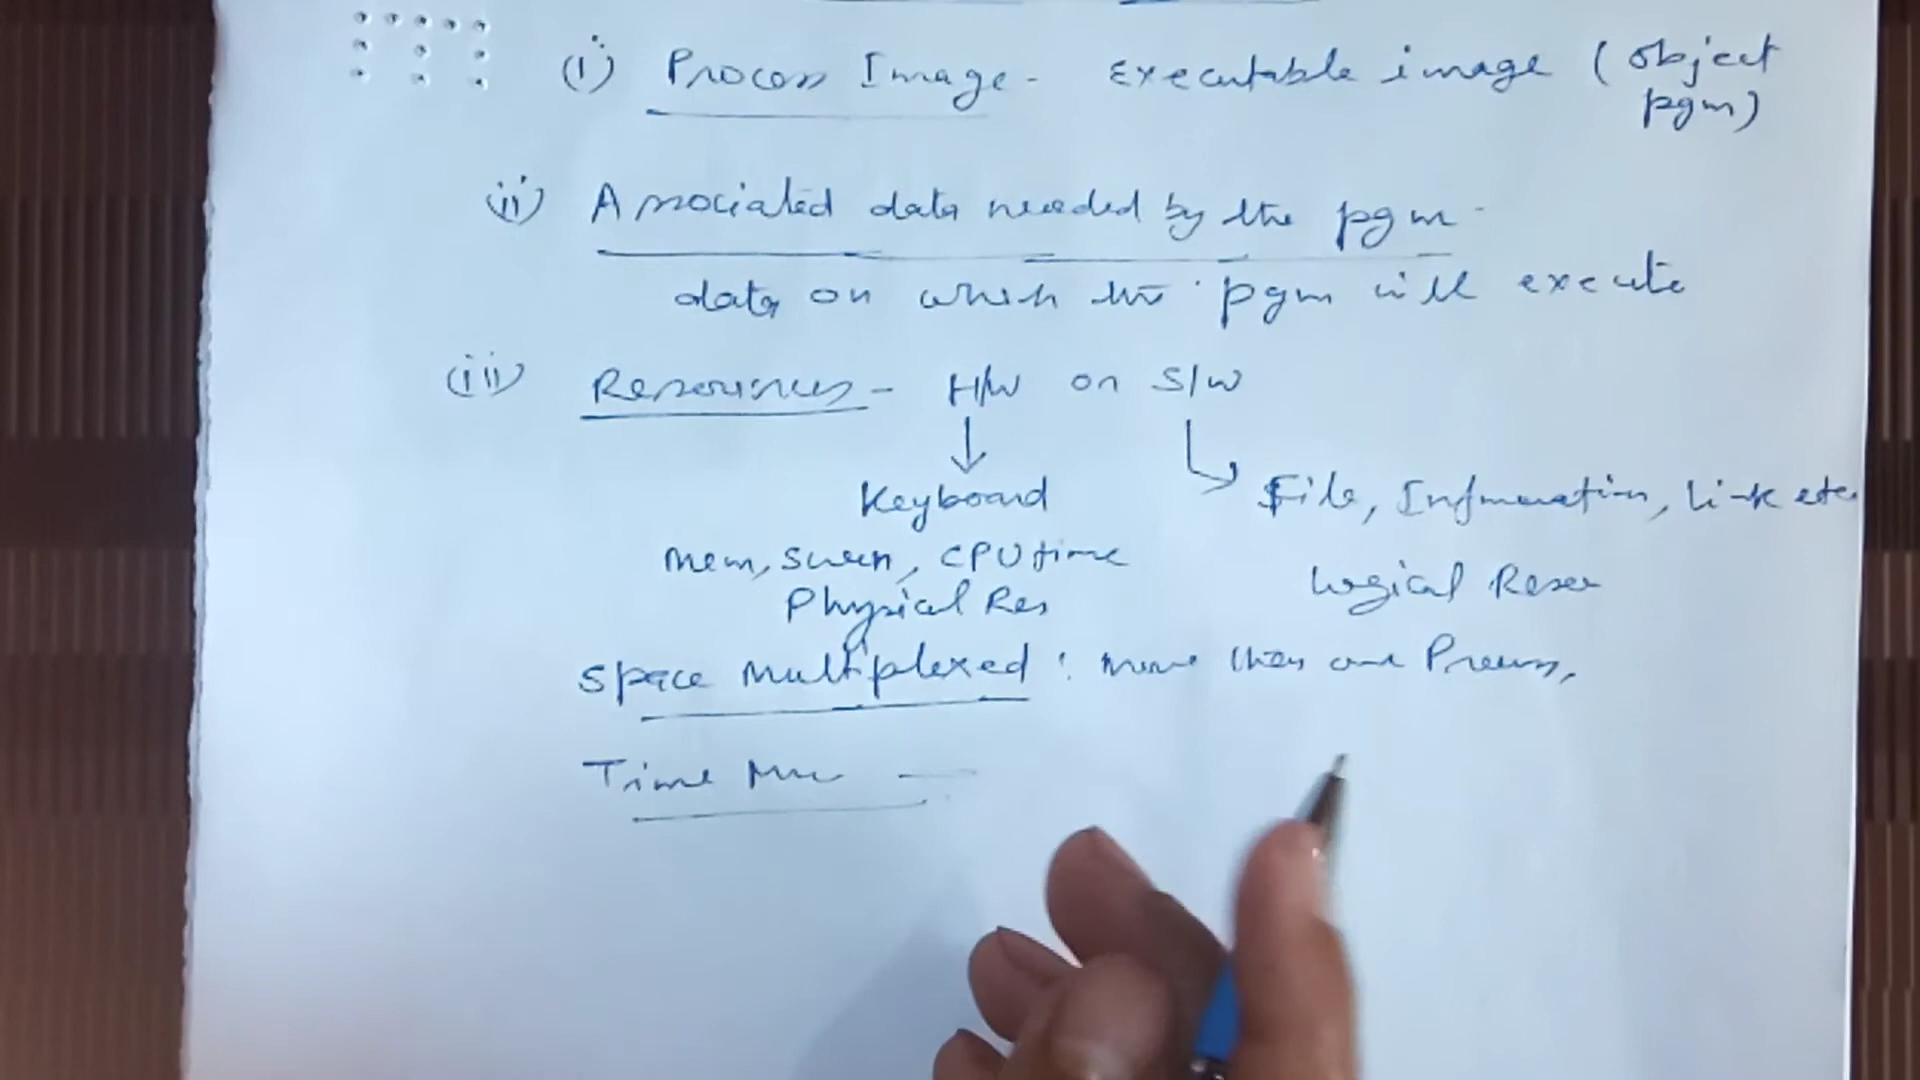 (i) Process Image - Executable image (object
pgm)
ii) Associated data needed by the pgm -
data on which the pgm will execute
(iii) Resources - H/W or S/W
Keyboard
File, Information, Link etc.
Mem, Screen, CPU time
Logical Reser
Physical Res
Space Multiplexed : more than one Process,
Time Mu